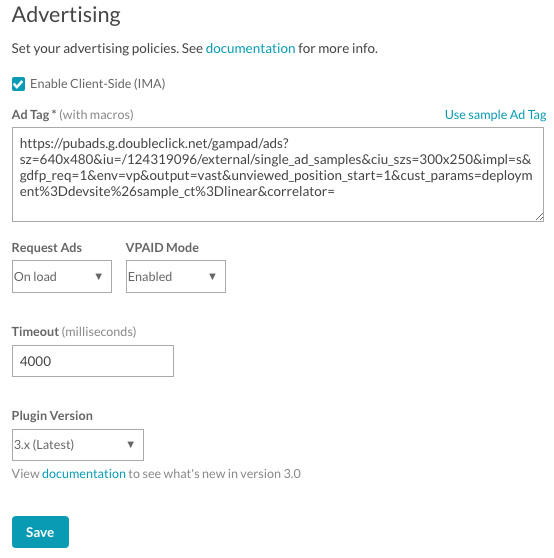 Advertising
Set your advertising policies. See documentation for more info.
Enable Client-Side (IMA)
Ad Tag * (with macros) Use sample Ad Tag
https://pubads.g.doubleclick.net/gampad/ads?
sz=640x480&iu=/124319096/external/single_ad_samples&ciu_szs=300x250&impl=s&
gdfp_req=1&env=vp&output=vast&unviewed_position_start=1&cust_params=deploym
ent%3Ddevsite%26sample_ct%3Dlinear&correlator=
Request Ads VPAID Mode
On load Enabled
Timeout (milliseconds)
4000
Plugin Version
3.x (Latest)
View documentation to see what's new in version 3.0
Save